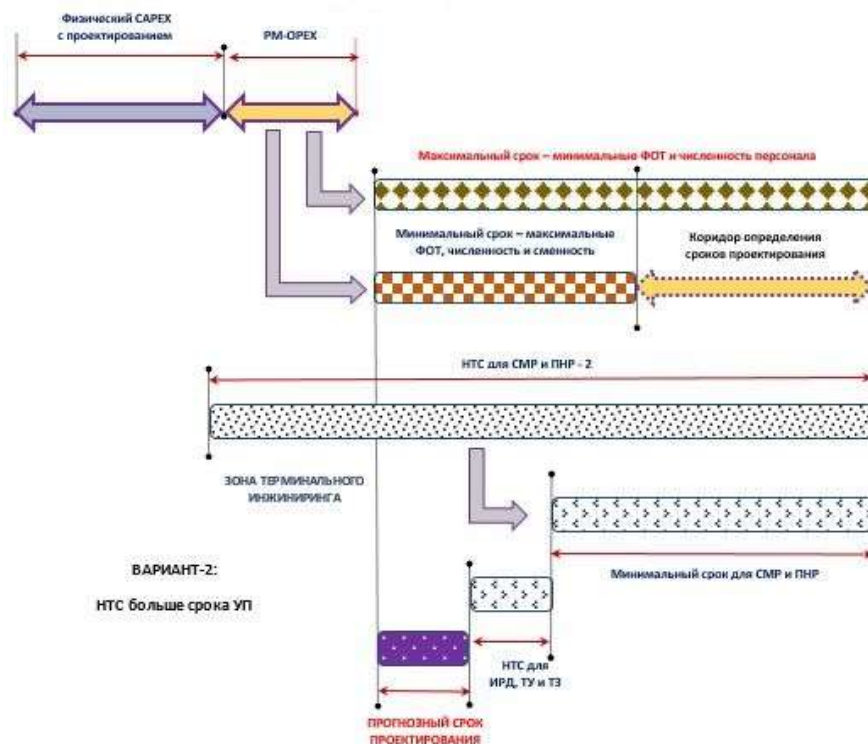 Физический CAPEX
с проектированием
PM-OPEX
Максимальный срок – минимальные ФОТ и численность персонала
Минимальный срок – максимальные
ФОТ, численность и сменность
Коридор определения
сроков проектирования
НТС для СМР и ПНР - 2
ЗОНА ТЕРМИНАЛЬНОГО
ИНЖИНИРИНГА
ВАРИАНТ-2:
НТС больше срока УП
Минимальный срок для СМР и ПНР
НТС для
ИРД, ТУ и ТЗ
ПРОГНОЗНЫЙ СРОК
ПРОЕКТИРОВАНИЯ